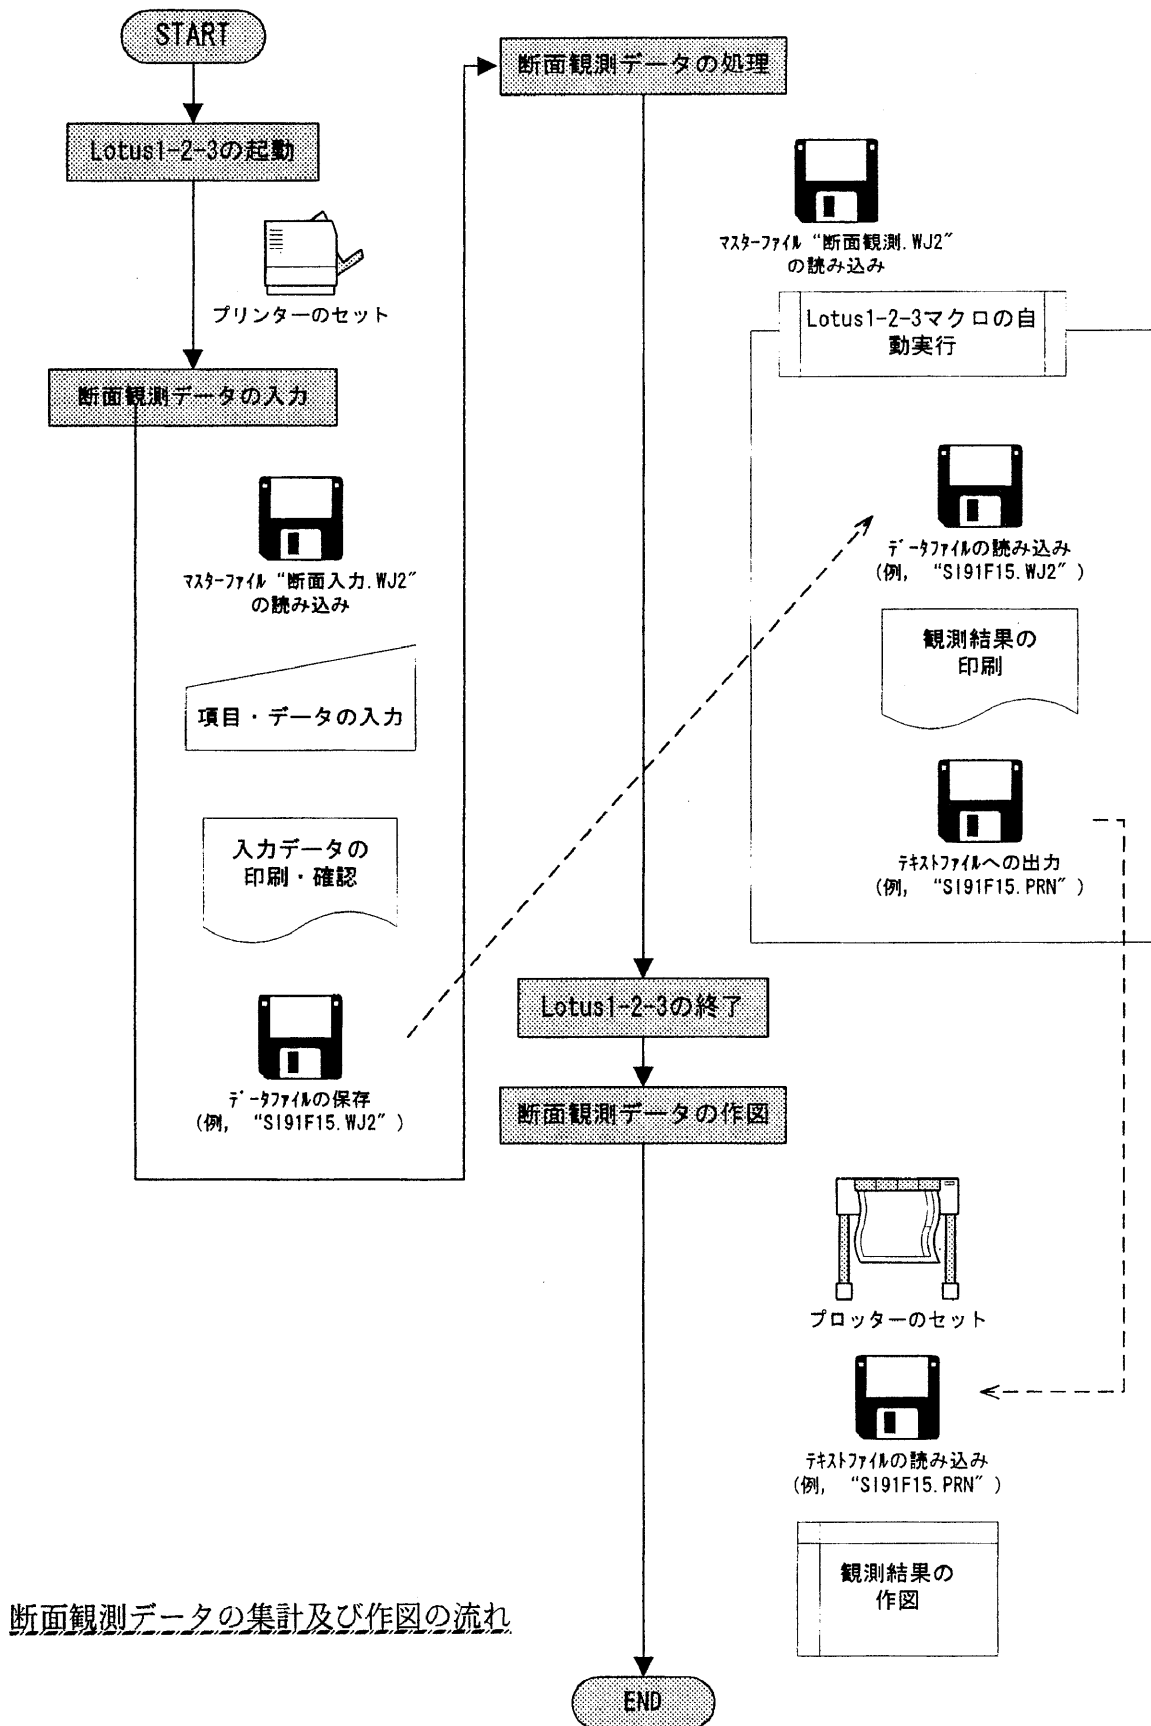 START
Lotus1-2-3の起動
プリンターのセット
断面観測データの入力
マスターファイル “断面入力.WJ2”
の読み込み
項目・データの入力
入力データの
印刷・確認
データファイルの保存
(例, “SI91F15.WJ2” )
断面観測データの処理
マスターファイル “断面観測.WJ2”
の読み込み
Lotus1-2-3マクロの自
動実行
データファイルの読み込み
(例, “SI91F15.WJ2” )
観測結果の
印刷
テキストファイルへの出力
(例, “SI91F15.PRN” )
Lotus1-2-3の終了
断面観測データの作図
プロッターのセット
テキストファイルの読み込み
(例, “SI91F15.PRN” )
観測結果の
作図
END
断面観測データの集計及び作図の流れ